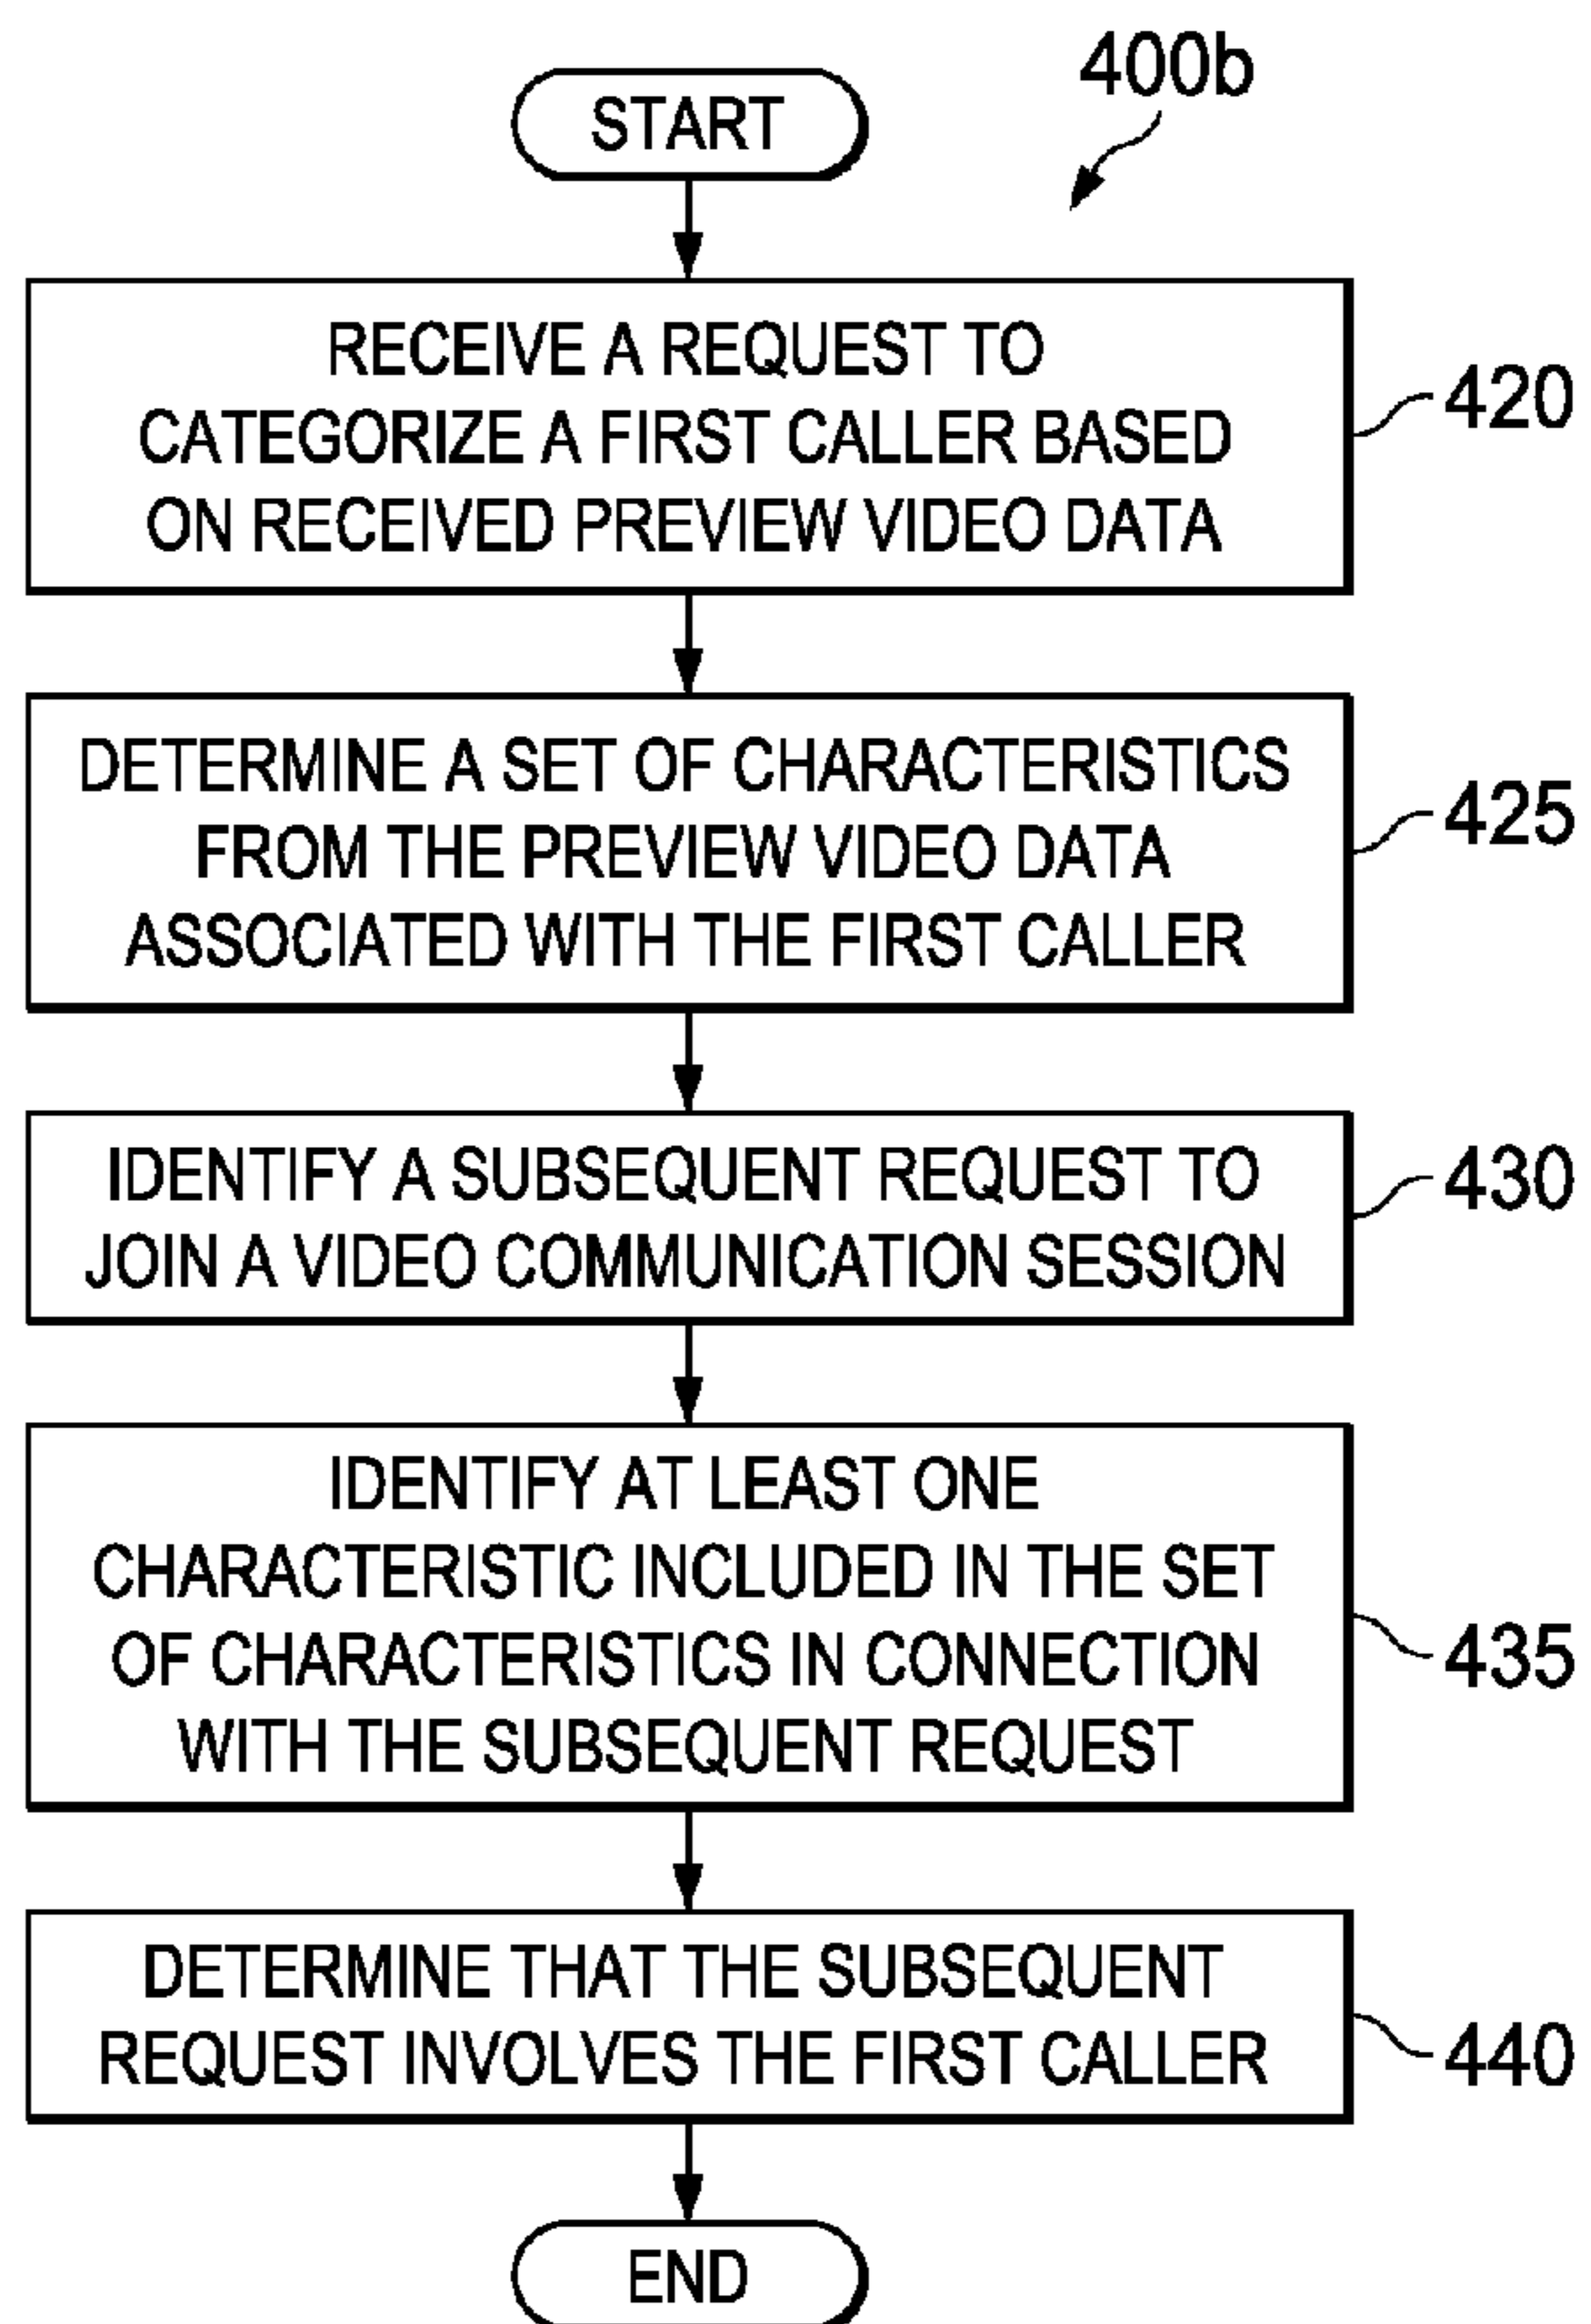 400b
START
RECEIVE A REQUEST TO
CATEGORIZE A FIRST CALLER BASED
ON RECEIVED PREVIEW VIDEO DATA
420
DETERMINE A SET OF CHARACTERISTICS
FROM THE PREVIEW VIDEO DATA
ASSOCIATED WITH THE FIRST CALLER
425
IDENTIFY A SUBSEQUENT REQUEST TO
JOIN A VIDEO COMMUNICATION SESSION
430
IDENTIFY AT LEAST ONE
CHARACTERISTIC INCLUDED IN THE SET
OF CHARACTERISTICS IN CONNECTION
WITH THE SUBSEQUENT REQUEST
435
DETERMINE THAT THE SUBSEQUENT
REQUEST INVOLVES THE FIRST CALLER
440
END